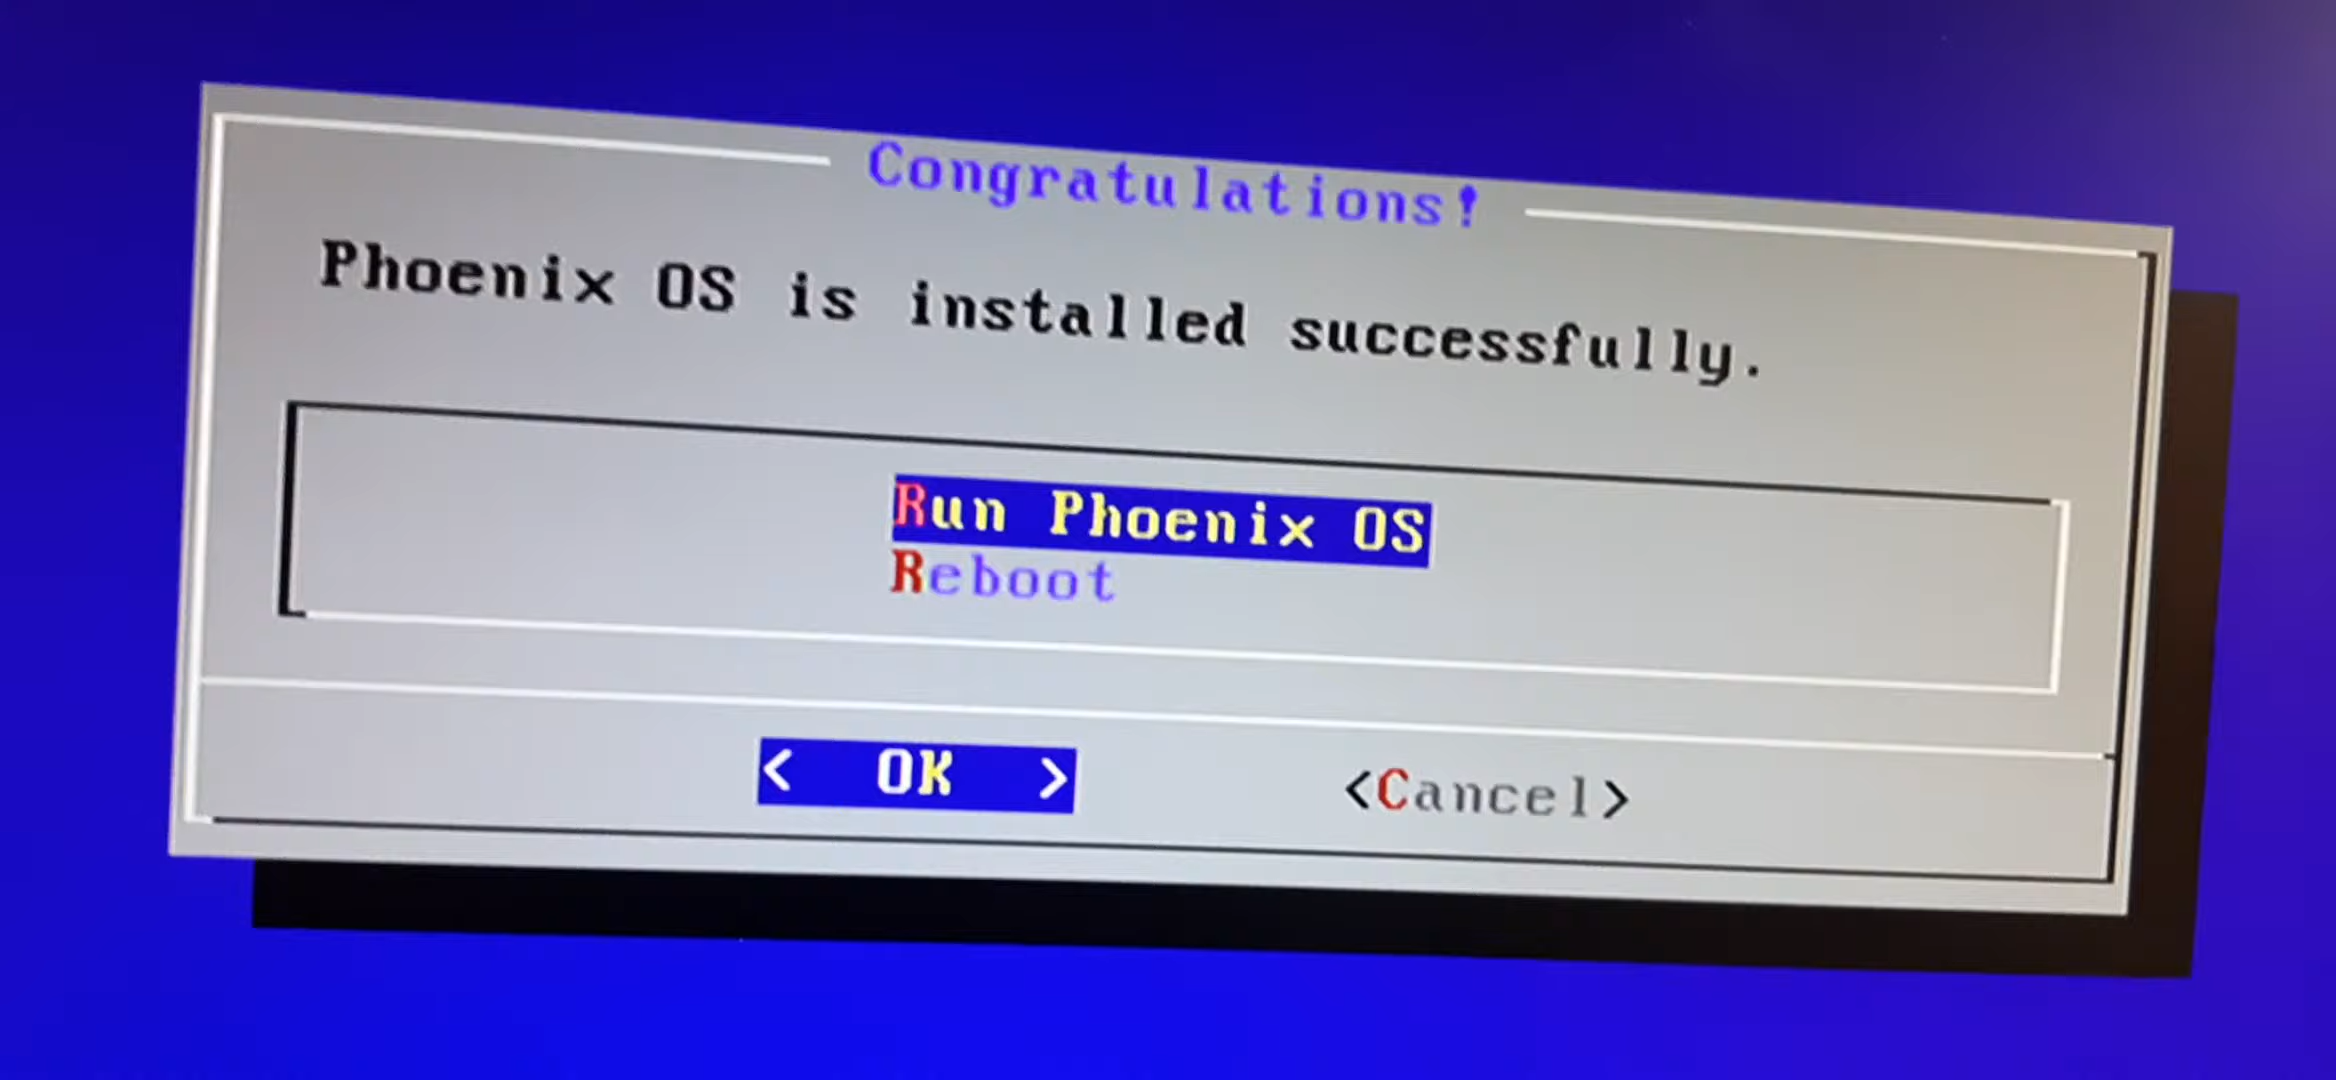 Congratulations!
Phoenix OS is installed successfully.
Run Phoenix OS
Reboot
< OK > <Cancel>